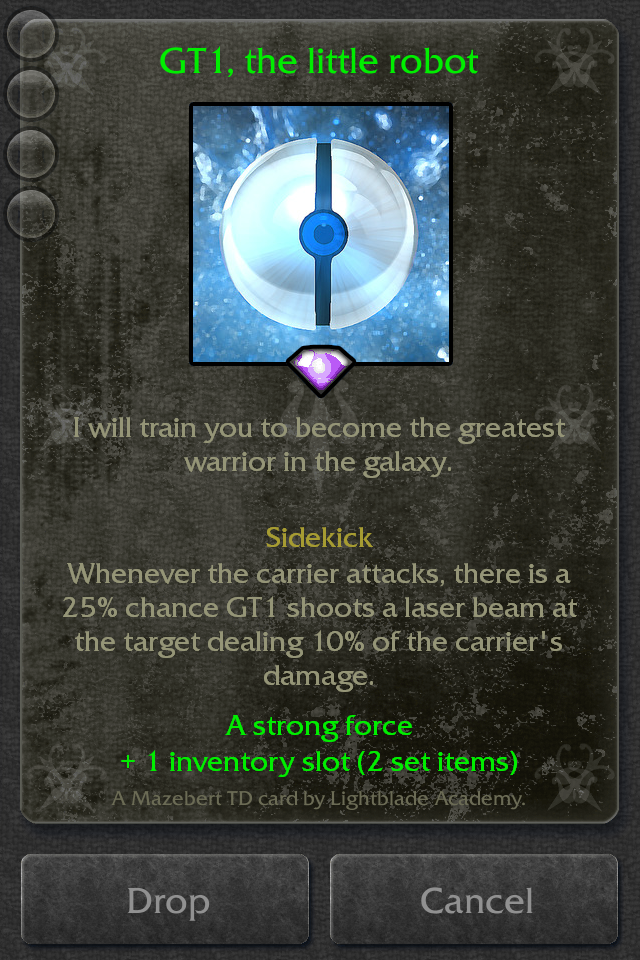 GT1, the little robot
I will train you to become the greatest
warrior in the galaxy.
Sidekick
Whenever the carrier attacks, there is a
25% chance GT1 shoots a laser beam at
the target dealing 10% of the carrier's
damage.
A strong force
+ 1 inventory slot (2 set items)
A Mazebert TD card by Lightblade Academy.
Drop
Cancel